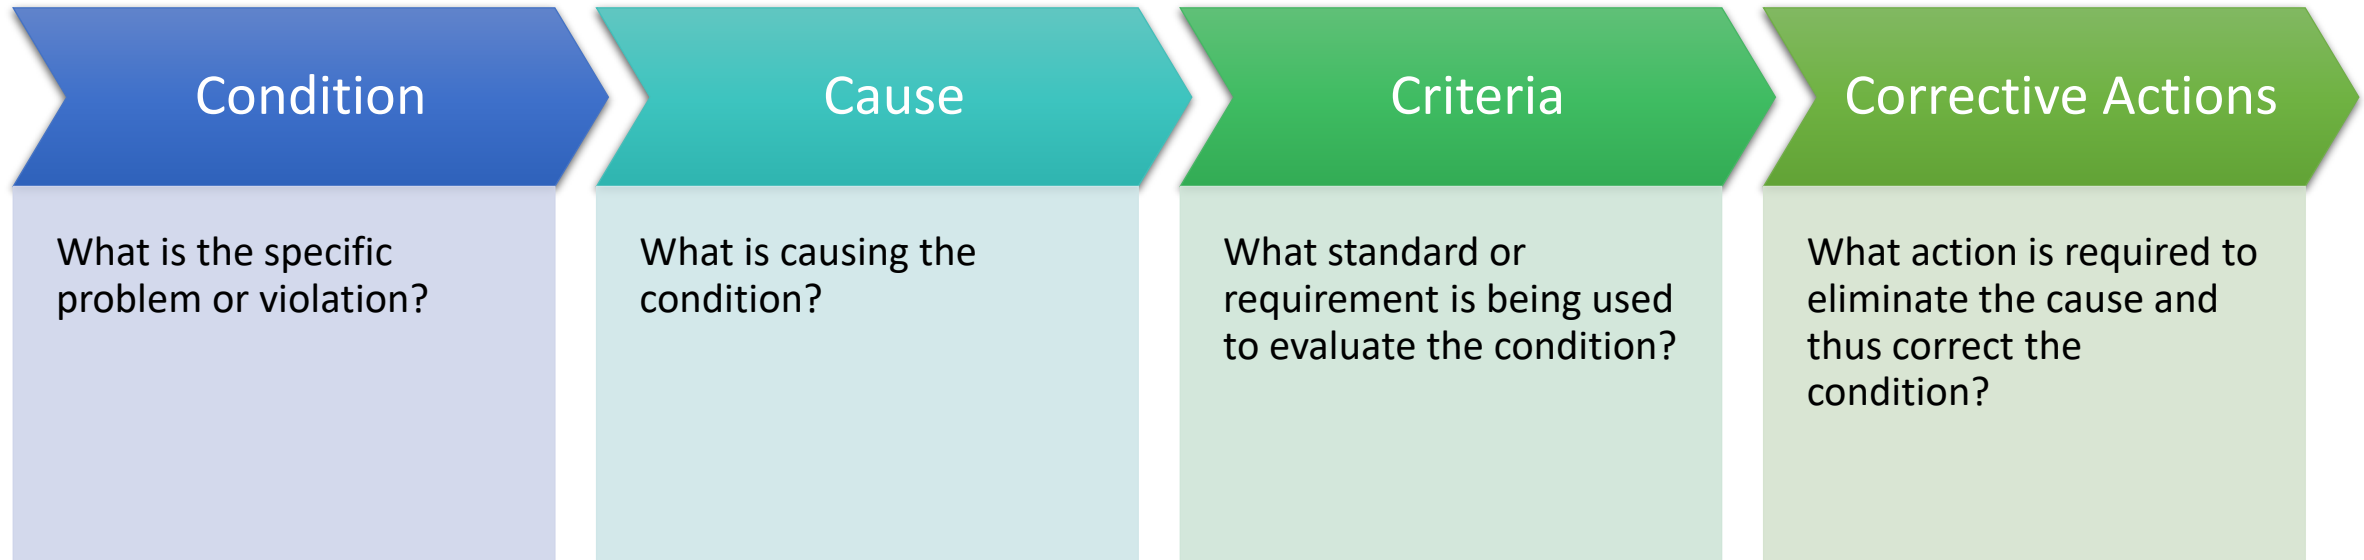 Condition
What is the specific
problem or violation?
Cause
What is causing the
condition?
Criteria
What standard or
requirement is being used
to evaluate the condition?
Corrective Actions
What action is required to
eliminate the cause and
thus correct the
condition?